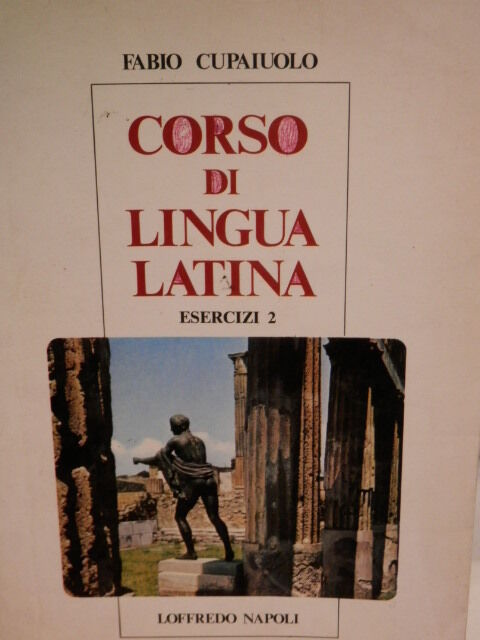 FABIO CUPAIUOLO
CORSO
DI
LINGUA
LATINA
ESERCIZI 2
LOFFREDO NAPOLI